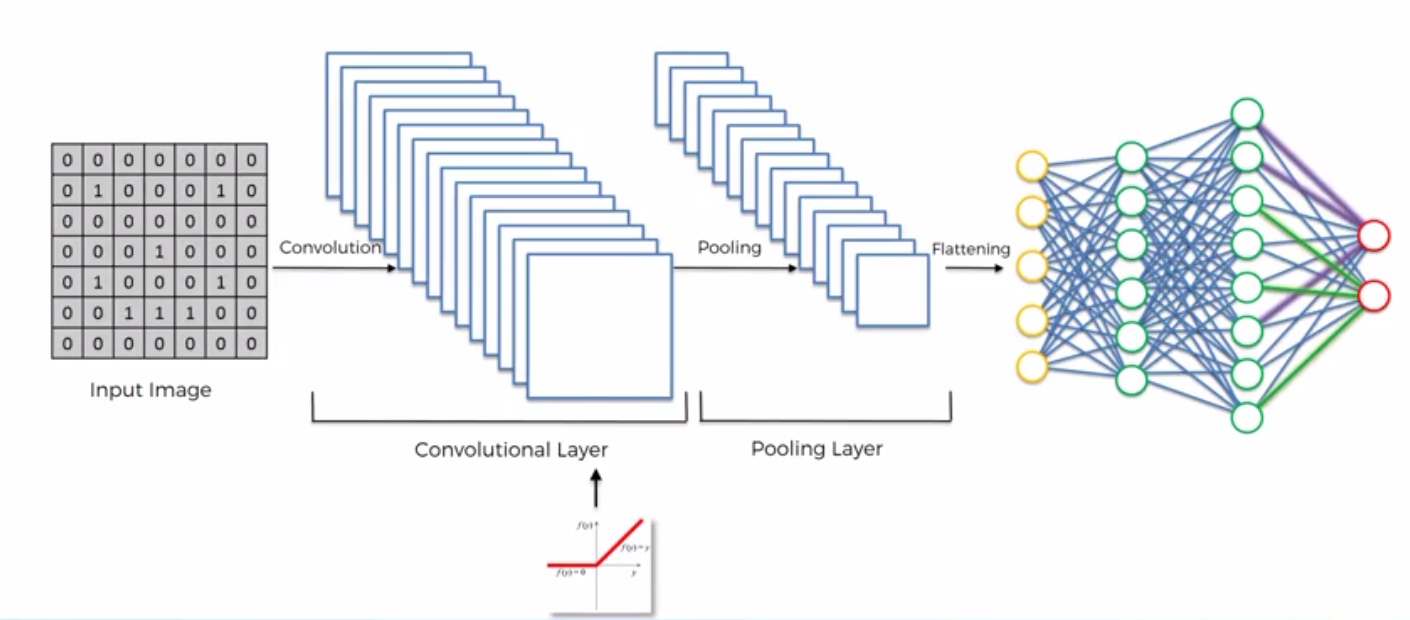 0 0 0 0 0 0 0
0 1 0 0 0 1 0
0 0 0 0 0 0 0
0 0 0 1 0 0 0
0 1 0 0 0 1 0
0 0 1 1 1 0 0
0 0 0 0 0 0 0
Input Image
Convolution
Pooling
Flattening
Convolutional Layer
Pooling Layer
f(y)
f(y)=y
f(y)=0
y